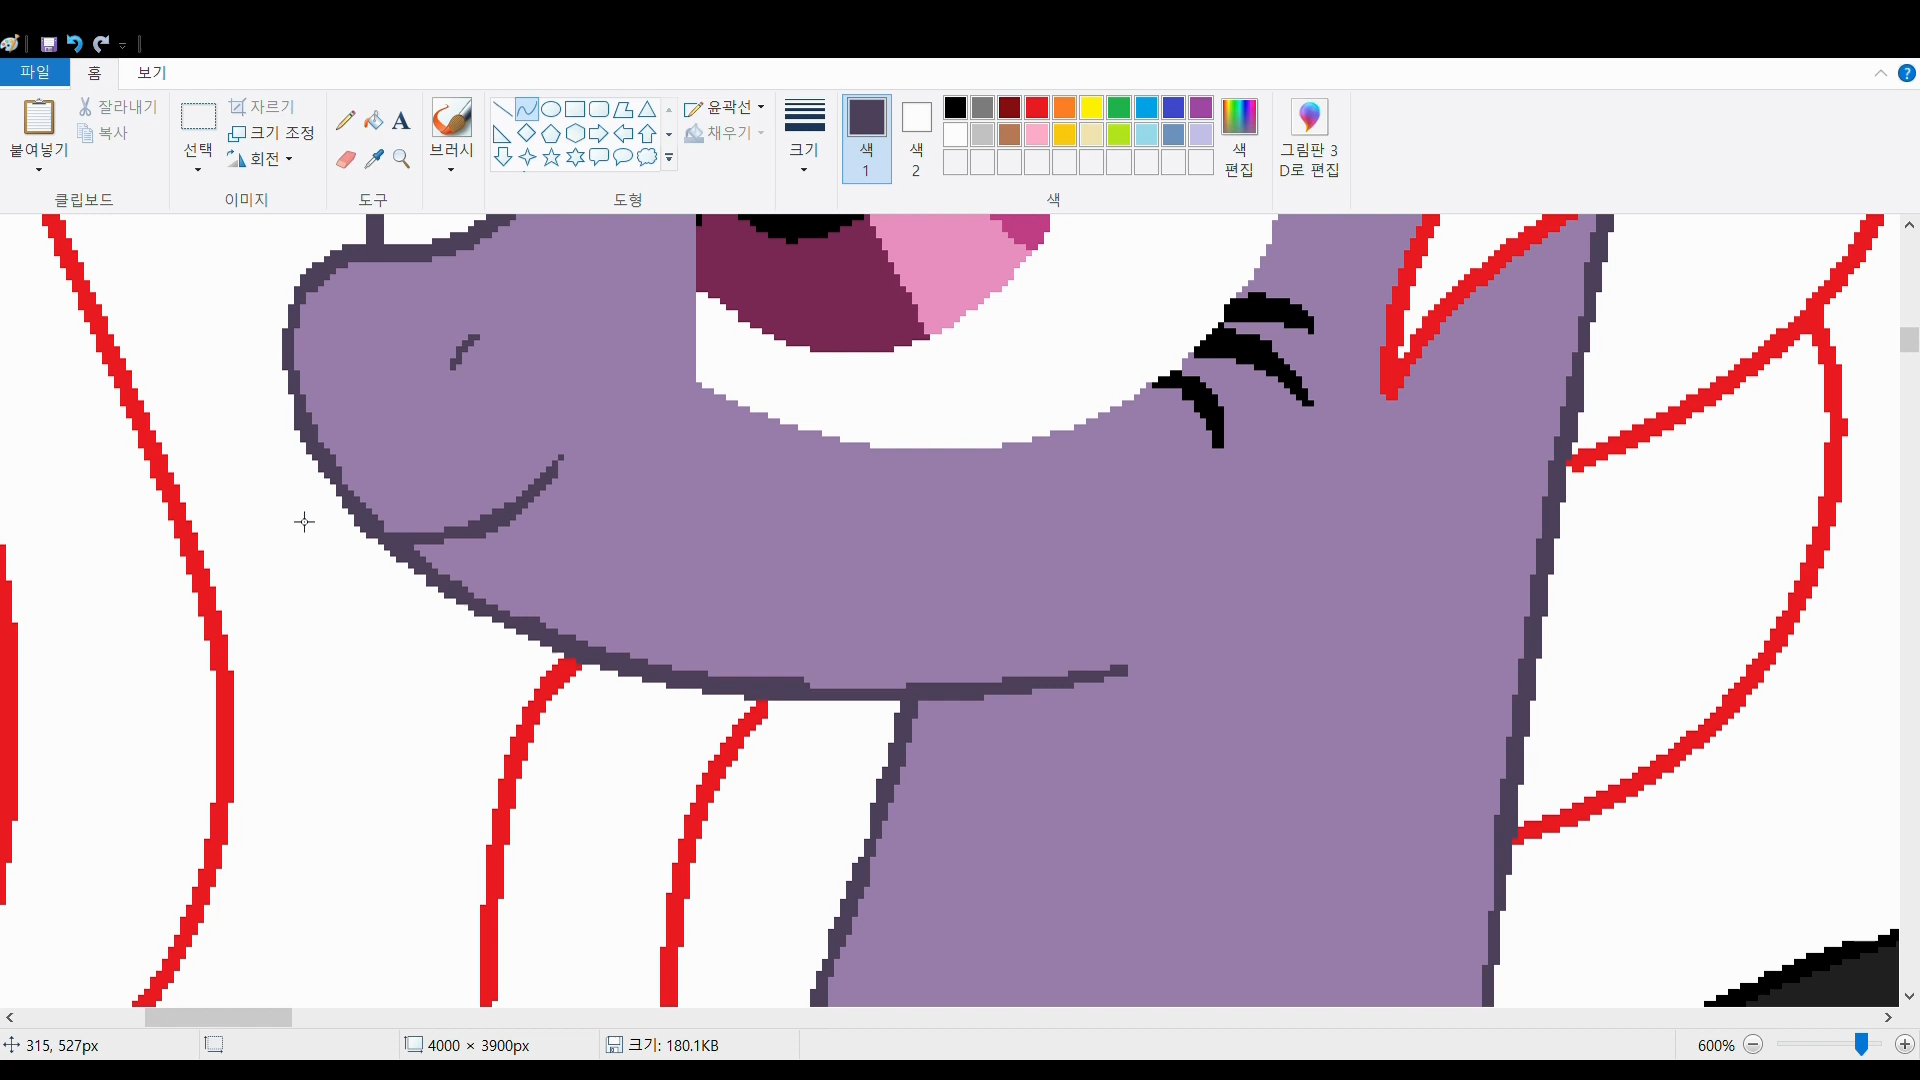 파일 홈 보기
붙여넣기
잘라내기
복사
클립보드
선택
자르기
크기 조정
회전
이미지
A
도구
브러시
윤곽선
채우기
도형
크기
색
1
색
2
색
편집
색
그림판 3
D로 편집
315, 527px
4000 × 3900px
크기: 180.1KB
600%